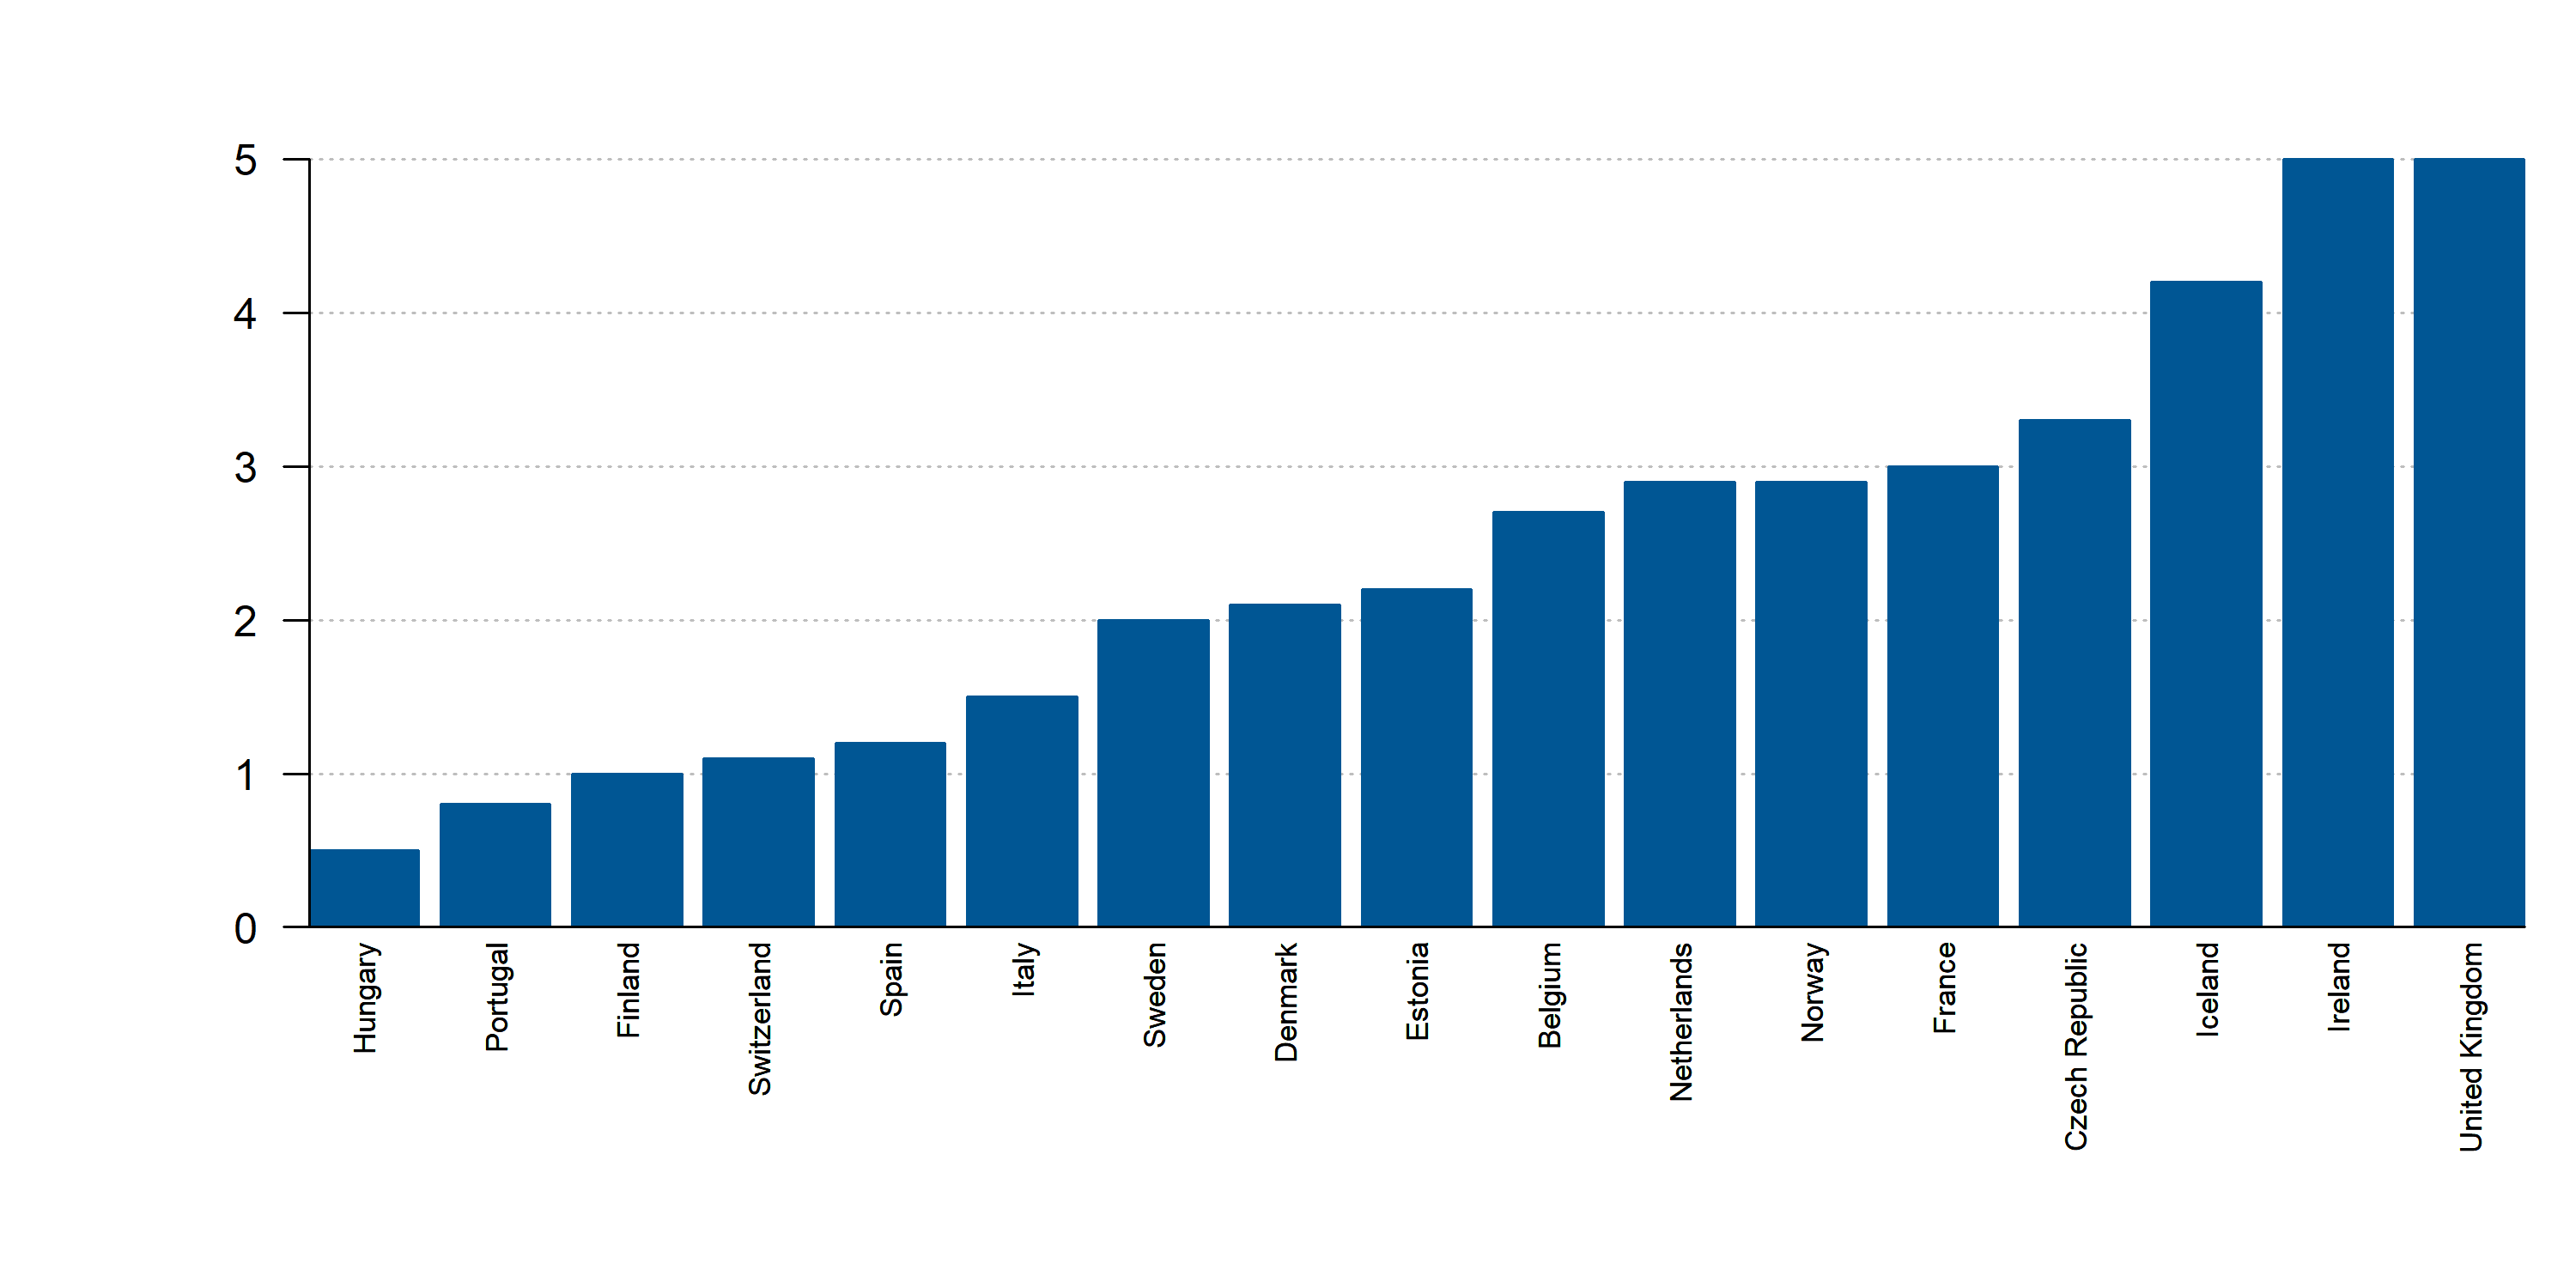 5
4
3
2
1
0
Hungary
Portugal
Finland
Switzerland
Spain
Italy
Sweden
Denmark
Estonia
Belgium
Netherlands
Norway
France
Czech Republic
Iceland
Ireland
United Kingdom